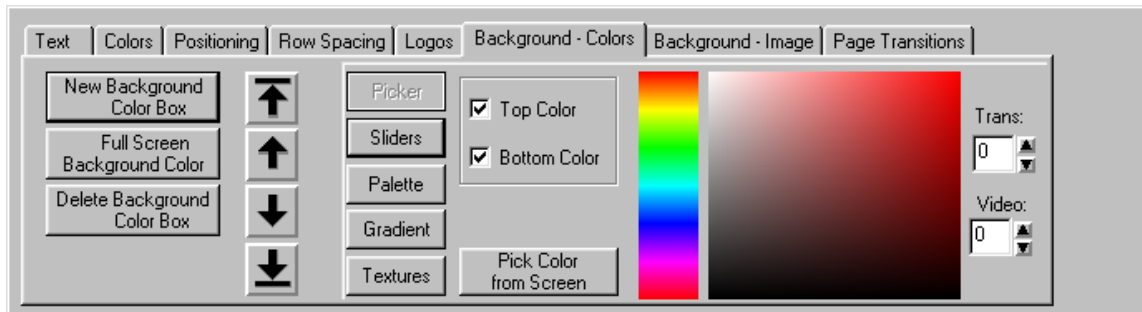 Text Colors Positioning Row Spacing Logos Background - Colors Background - Image Page Transitions
New Background
Color Box
Full Screen
Background Color
Delete Background
Color Box
Picker
Sliders
Palette
Gradient
Textures
Top Color
Bottom Color
Pick Color
from Screen
Trans:
0
Video:
0